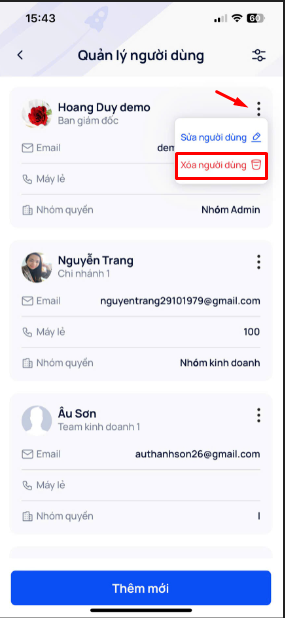 15:43
60
Quản lý người dùng
Hoang Duy demo
Ban giám đốc
Sửa người dùng
Email dem
Xóa người dùng
Máy lẻ
Nhóm quyền Nhóm Admin
Nguyễn Trang
Chi nhánh 1
Email nguyentrang29101979@gmail.com
Máy lẻ 100
Nhóm quyền Nhóm kinh doanh
Âu Sơn
Team kinh doanh 1
Email authanhson26@gmail.com
Máy lẻ
Nhóm quyền I
Thêm mới